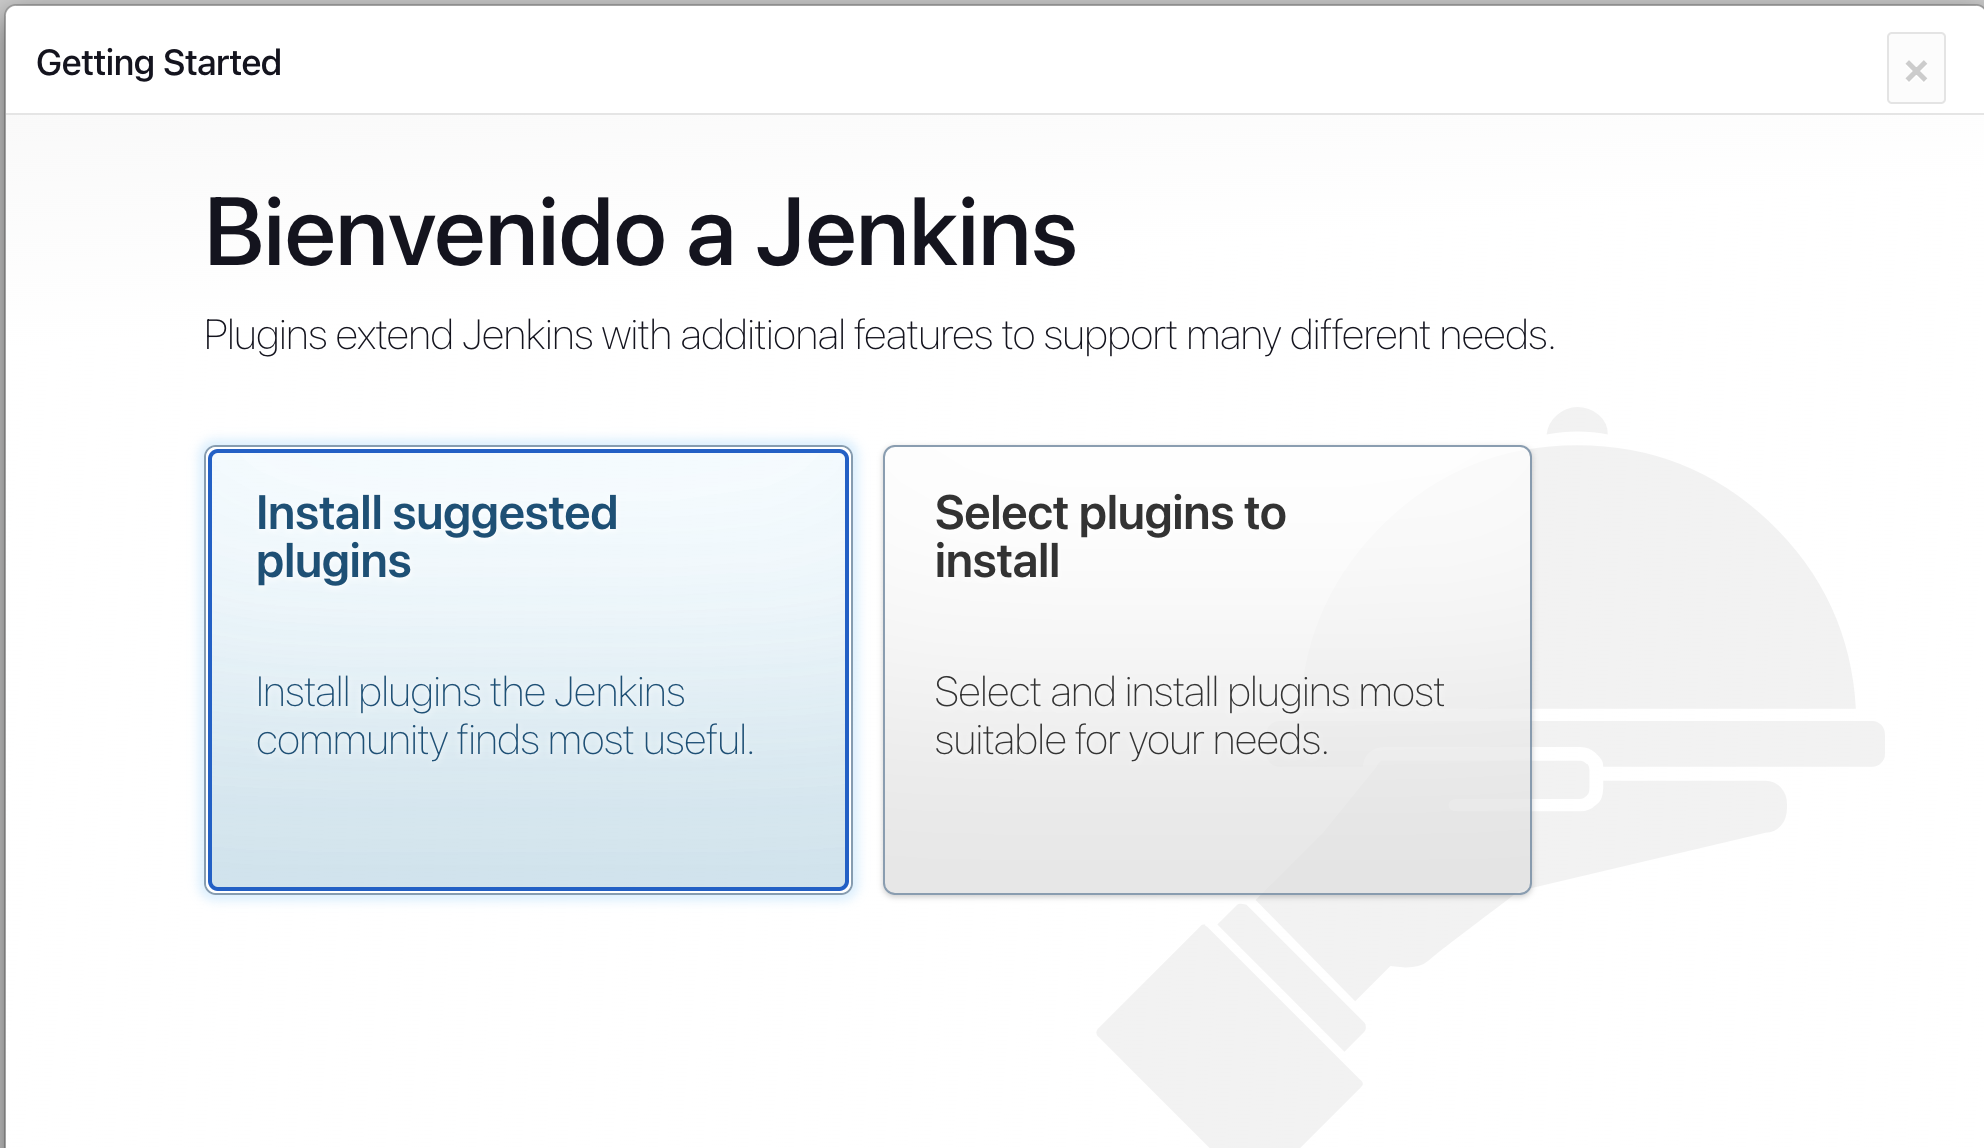 Getting Started
×
Bienvenido a Jenkins
Plugins extend Jenkins with additional features to support many different needs.
Install suggested
plugins
Install plugins the Jenkins
community finds most useful.
Select plugins to
install
Select and install plugins most
suitable for your needs.